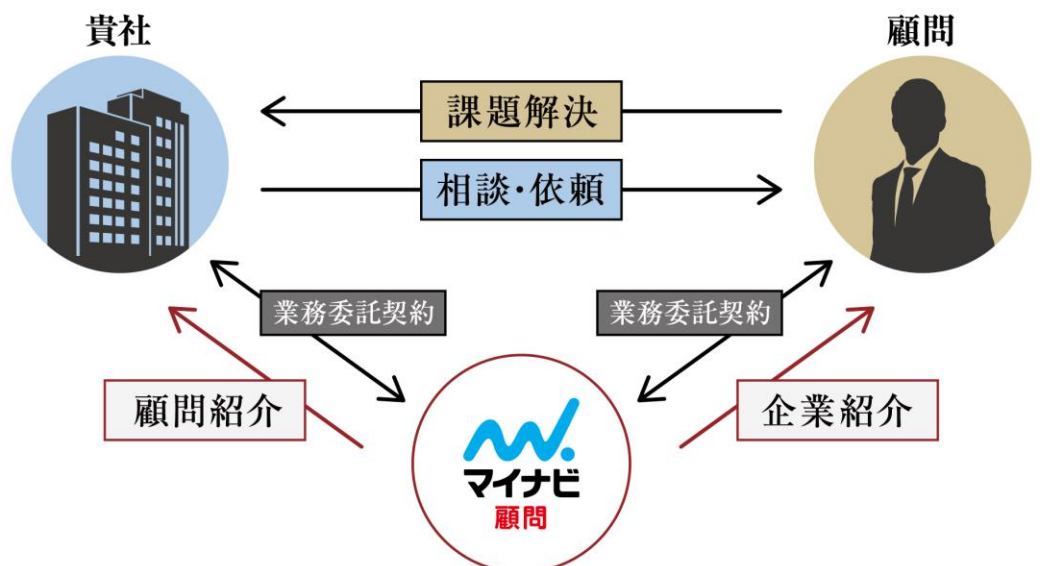 貴社
顧問
課題解決
相談・依頼
業務委託契約
業務委託契約
顧問紹介
企業紹介
マイナビ
顧問